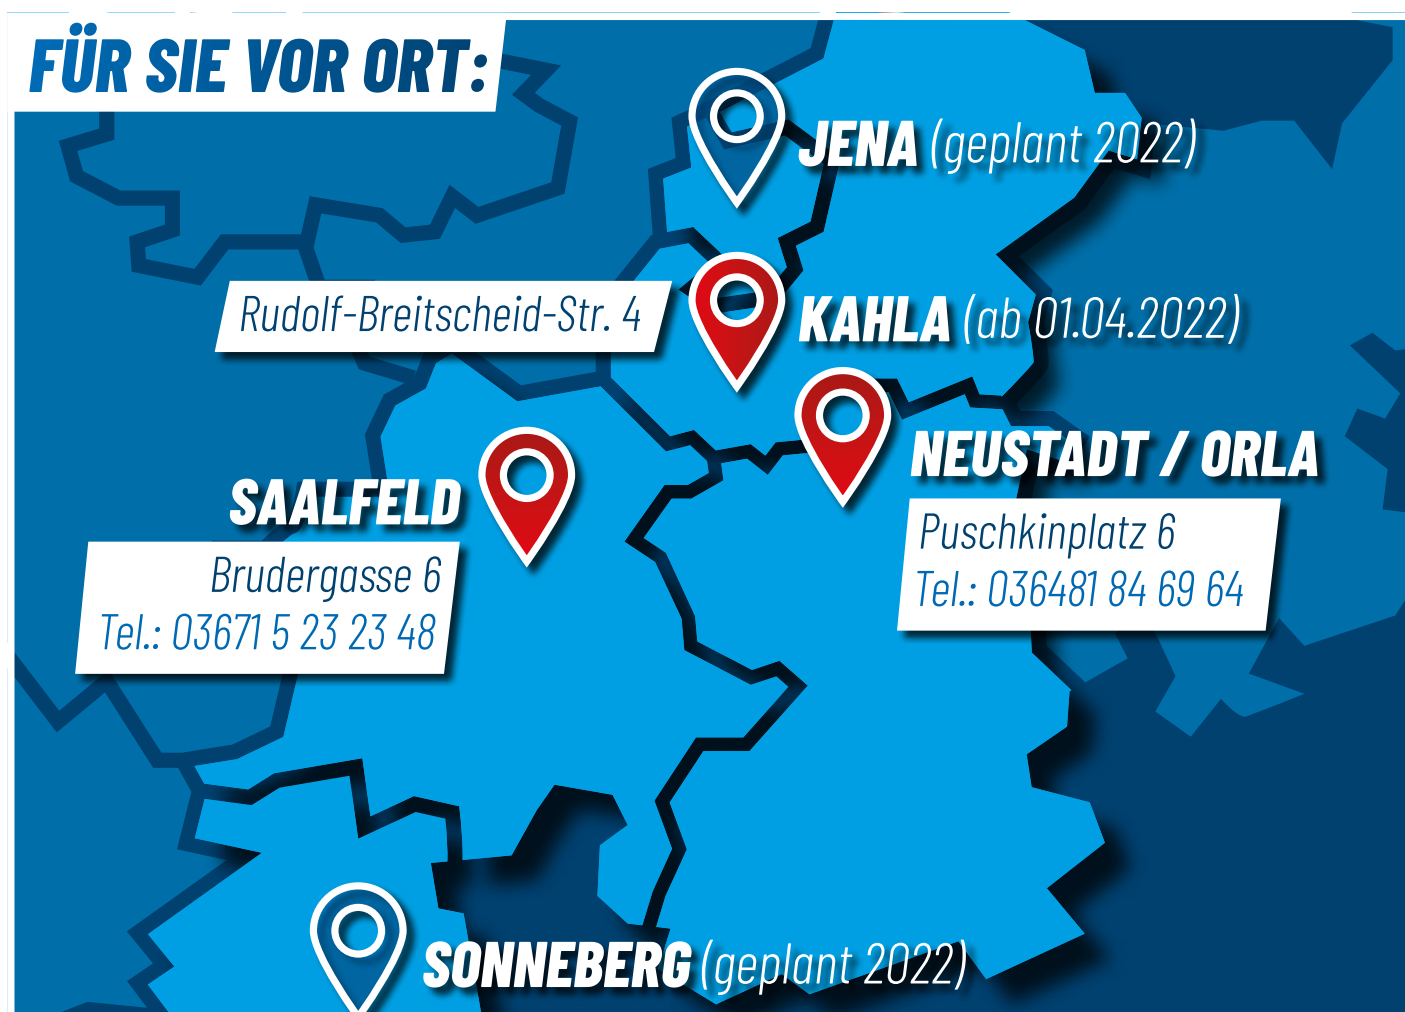 FÜR SIE VOR ORT:
JENA (geplant 2022)
Rudolf-Breitscheid-Str. 4
KAHLA (ab 01.04.2022)
NEUSTADT / ORLA
Puschkinplatz 6
Tel.: 036481 84 69 64
SAALFELD
Brudergasse 6
Tel.: 03671 5 23 23 48
SONNEBERG (geplant 2022)